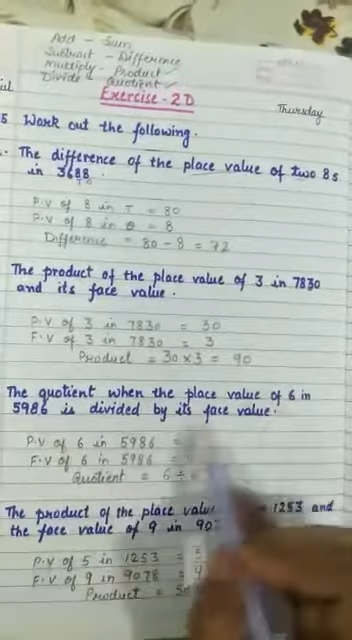 Add - Sum
Subtract - Difference
Multiply - Product ✓
Divide - Quotient ✓
Exercise - 2D
Thursday
5 Work out the following.
The difference of the place value of two 8s
in 3688.
TO
P.V of 8 in T = 80
P.V of 8 in O = 8
Difference = 80 - 8 = 72
The product of the place value of 3 in 7830
and its face value.
P.V of 3 in 7830 = 30
F.V of 3 in 7830 = 3
Product = 30 × 3 = 90
The quotient when the place value of 6 in
5986 is divided by its face value.
P.V of 6 in 5986 =
F.V of 6 in 5986 =
Quotient = 6 ÷
The product of the place 1253 and
the face value of 9 in
P.V of 5 in 1253 = 5
F.V of 9 in 9078 = 9
Product =